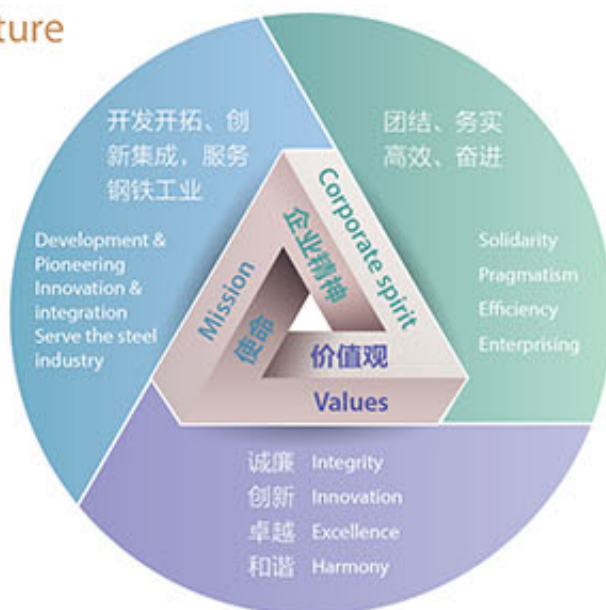 ture
开发开拓、创
新集成，服务
钢铁工业
Development &
Pioneering
Innovation &
integration
Serve the steel
industry
团结、务实
高效、奋进
Solidarity
Pragmatism
Efficiency
Enterprising
Mission
使命
Corporate spirit
企业精神
价值观
Values
诚廉 Integrity
创新 Innovation
卓越 Excellence
和谐 Harmony